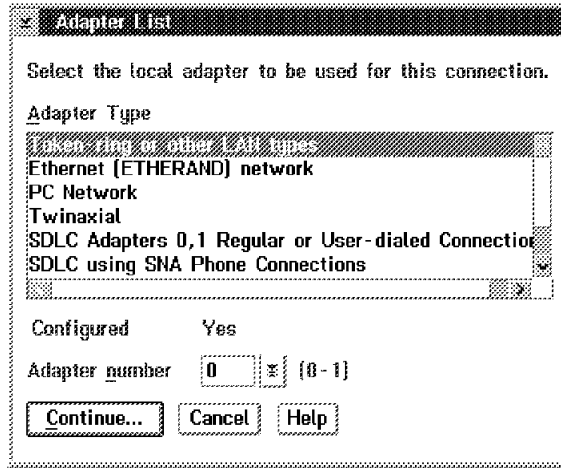 Adapter List
Select the local adapter to be used for this connection.
Adapter Type
Token-ring or other LAN types
Ethernet (ETHERAND) network
PC Network
Twinaxial
SDLC Adapters 0,1 Regular or User-dialed Connection
SDLC using SNA Phone Connections
Configured Yes
Adapter number 0 (0-1)
Continue... Cancel Help